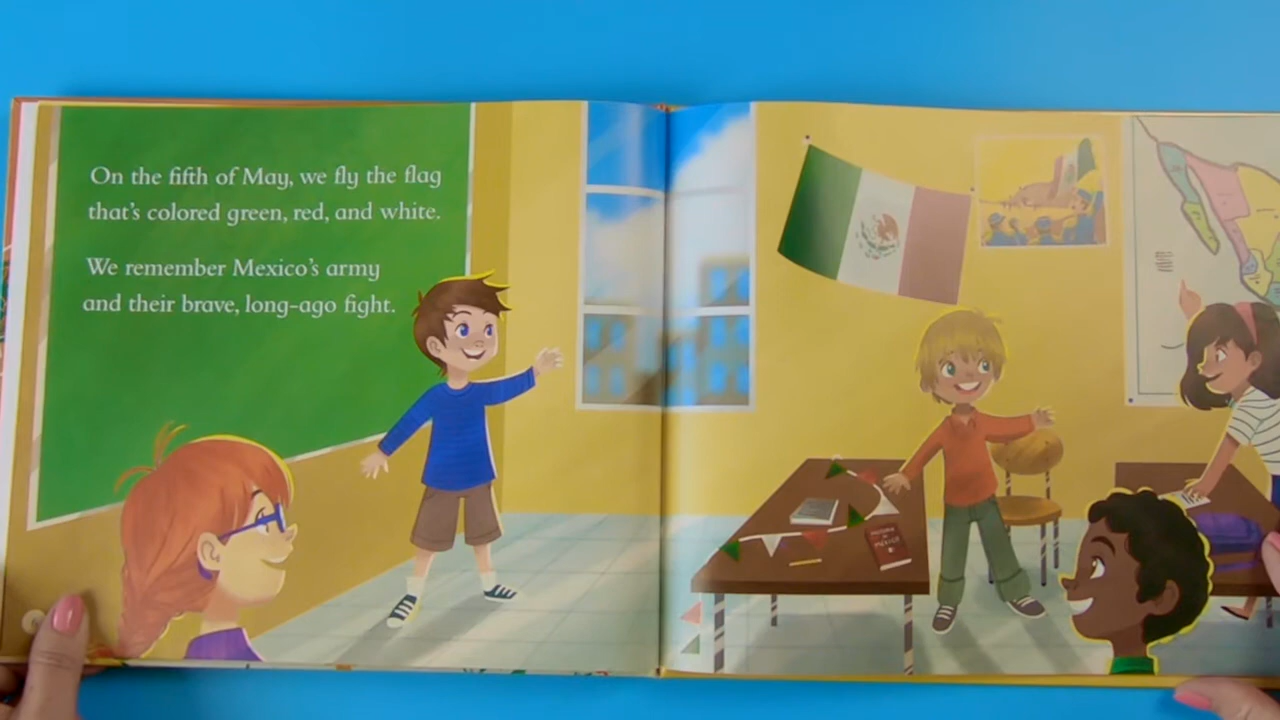 On the fifth of May, we fly the flag
that's colored green, red, and white.
We remember Mexico's army
and their brave, long-ago fight.
MÉXICO